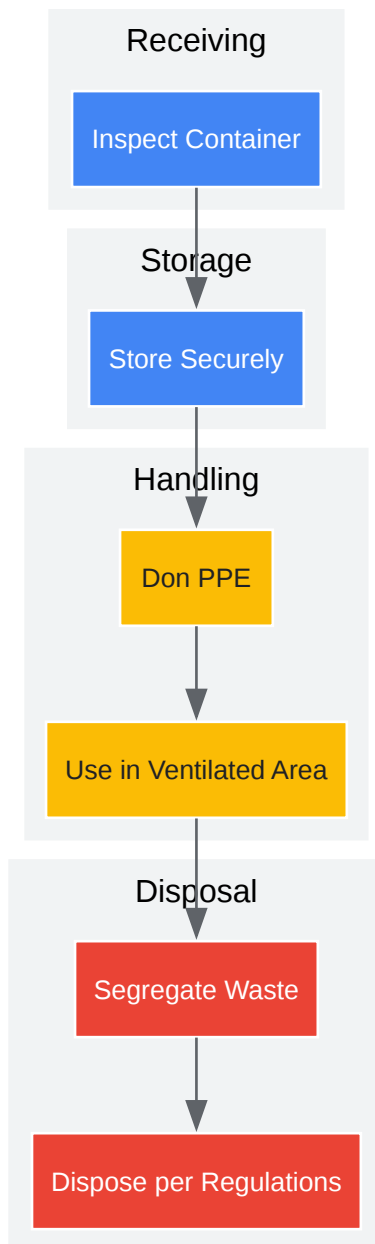 Receiving
Inspect Container
Storage
Store Securely
Handling
Don PPE
Use in Ventilated Area
Disposal
Segregate Waste
Dispose per Regulations